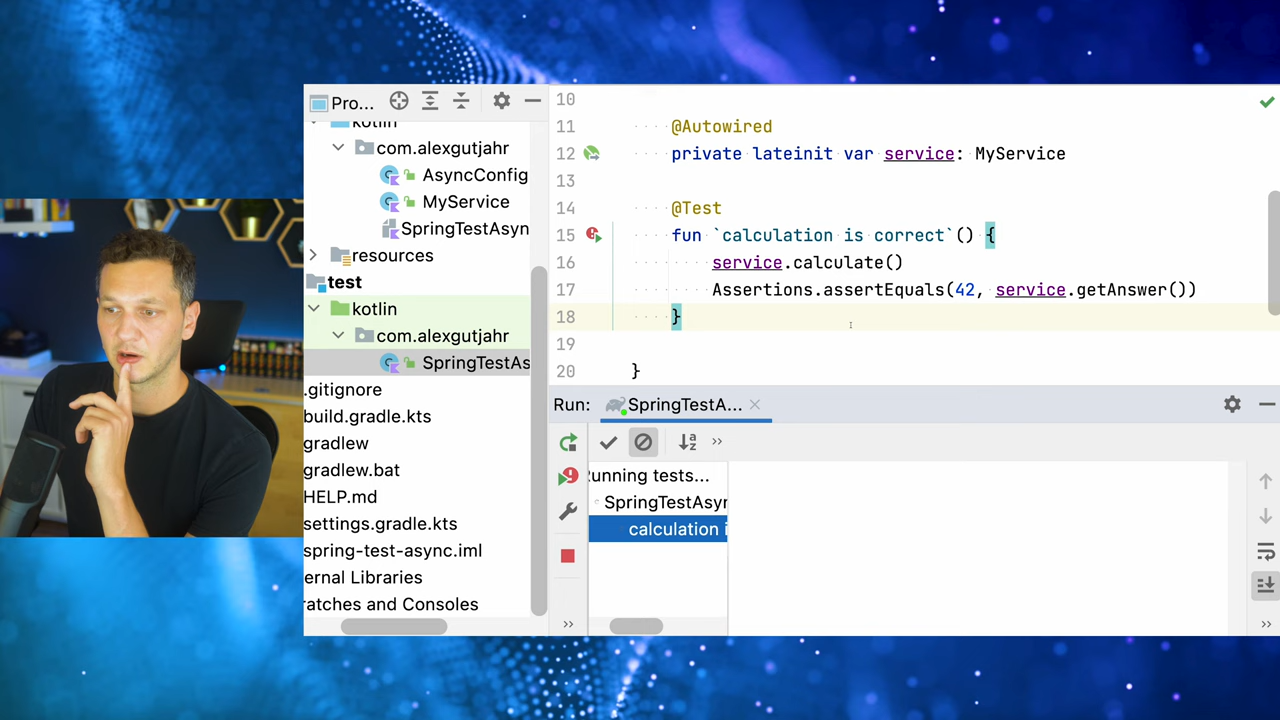 Pro...
kotlin
com.alexgutjahr
AsyncConfig
MyService
SpringTestAsyn
resources
test
kotlin
com.alexgutjahr
SpringTestAs
.gitignore
build.gradle.kts
gradlew
gradlew.bat
HELP.md
settings.gradle.kts
spring-test-async.iml
ernal Libraries
ratches and Consoles
10
11 @Autowired
12 private lateinit var service: MyService
13
14 @Test
15 fun `calculation is correct`() {
16 service.calculate()
17 Assertions.assertEquals(42, service.getAnswer())
18 }
19
20 }
Run: SpringTestA...
unning tests...
SpringTestAsyn
calculation i